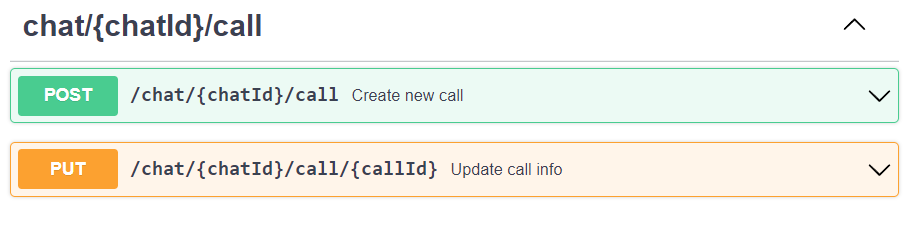 chat/{chatId}/call
POST /chat/{chatId}/call Create new call
PUT /chat/{chatId}/call/{callId} Update call info